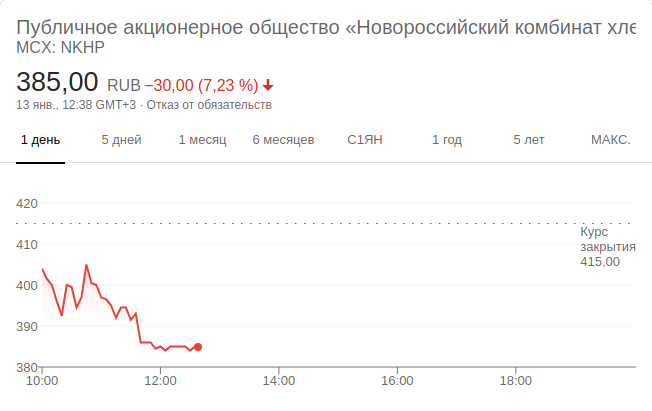 Публичное акционерное общество «Новороссийский комбинат хле
MCX: NKHP
385,00 RUB −30,00 (7,23 %)
13 янв., 12:38 GMT+3 · Отказ от обязательств
1 день 5 дней 1 месяц 6 месяцев С1ЯН 1 год 5 лет МАКС.
420
Курс
закрытия
415,00
410
400
390
380
10:00 12:00 14:00 16:00 18:00